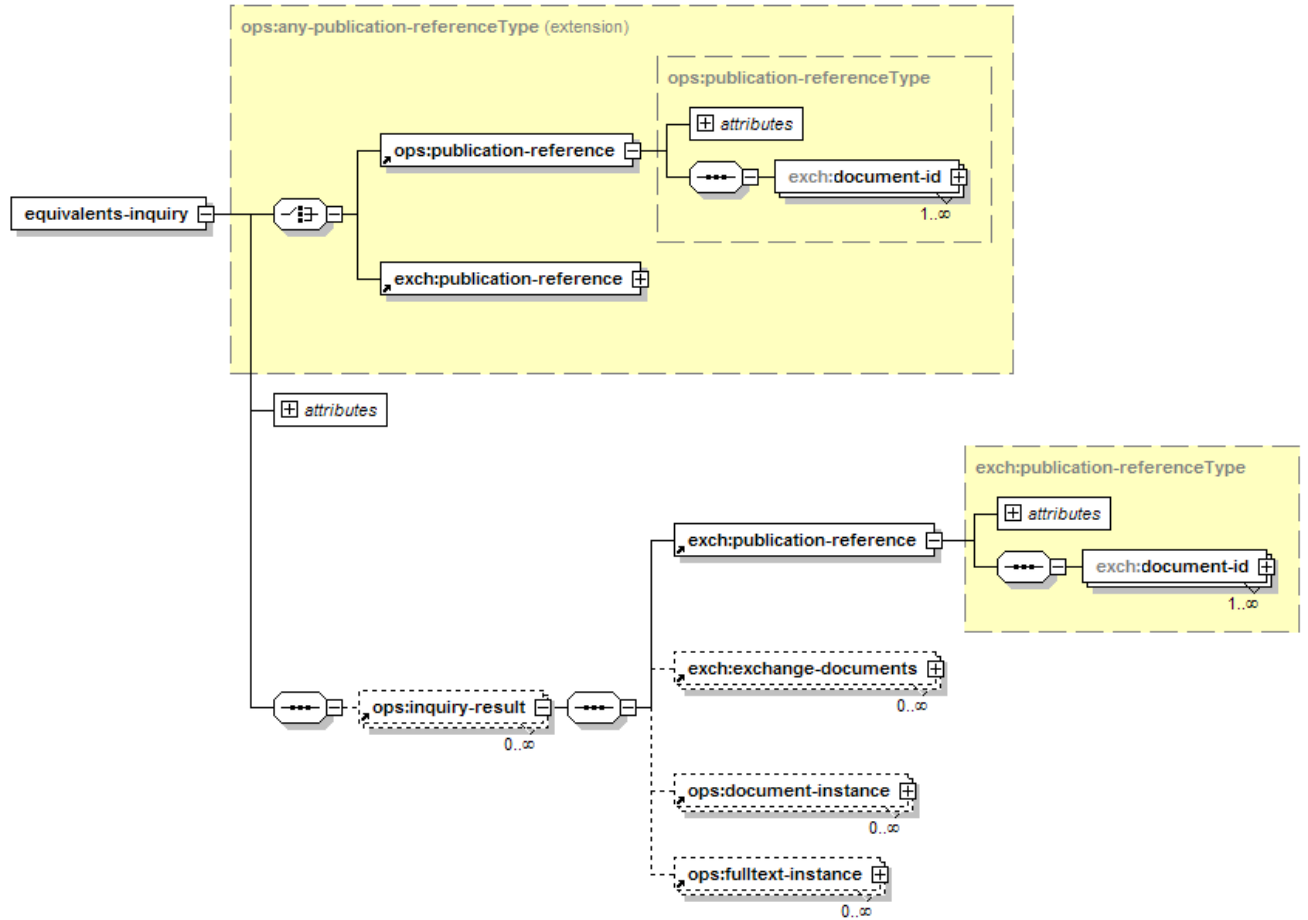 ops:any-publication-referenceType (extension)
ops:publication-referenceType
attributes
ops:publication-reference
exch:document-id
1..∞
equivalents-inquiry
exch:publication-reference
attributes
exch:publication-referenceType
attributes
exch:publication-reference
exch:document-id
1..∞
exch:exchange-documents
0..∞
ops:inquiry-result
0..∞
ops:document-instance
0..∞
ops:fulltext-instance
0..∞